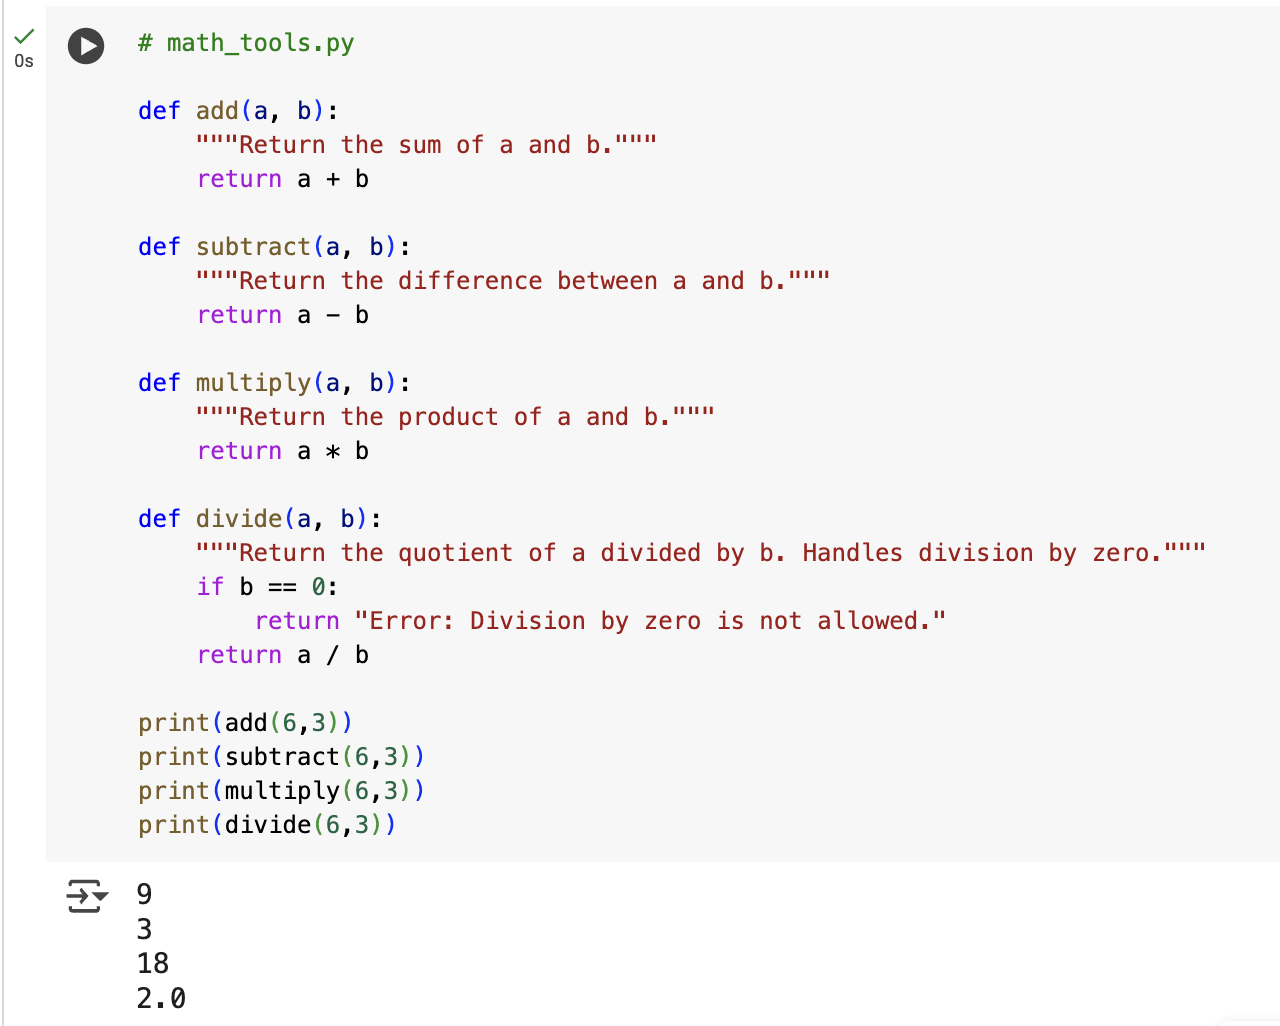 0s
# math_tools.py
def add(a, b):
    """Return the sum of a and b."""
    return a + b
def subtract(a, b):
    """Return the difference between a and b."""
    return a - b
def multiply(a, b):
    """Return the product of a and b."""
    return a * b
def divide(a, b):
    """Return the quotient of a divided by b. Handles division by zero."""
    if b == 0:
        return "Error: Division by zero is not allowed."
    return a / b
print(add(6,3))
print(subtract(6,3))
print(multiply(6,3))
print(divide(6,3))
9
3
18
2.0